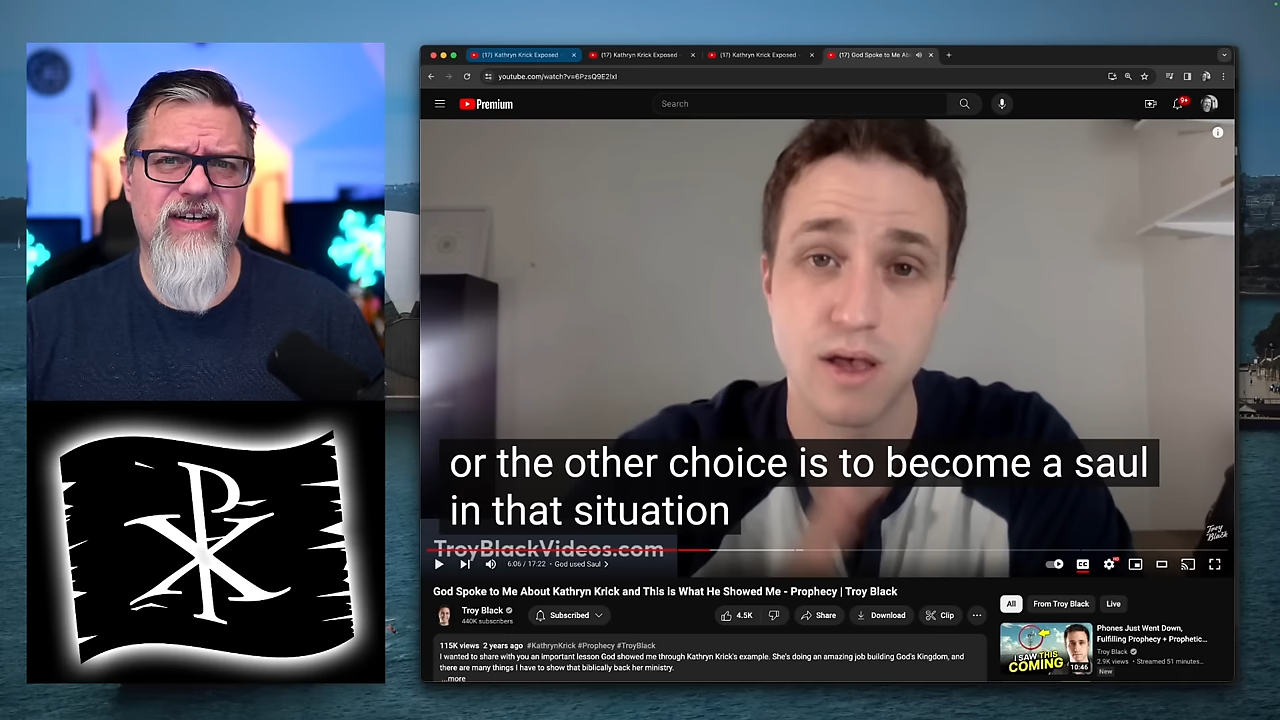 (17) Kathryn Krick Exposed
(17) Kathryn Krick Exposed
(17) Kathryn Krick Exposed
(17) God Spoke to Me Ab
youtube.com/watch?v=6PzsQ9E2lxI
Premium
Search
9+
or the other choice is to become a saul
in that situation
TroyBlackVideos.com
Troy Black
6:06 / 17:22 • God used Saul
CC
HD
God Spoke to Me About Kathryn Krick and This is What He Showed Me - Prophecy | Troy Black
Troy Black
440K subscribers
Subscribed
4.5K
Share
Download
Clip
115K views 2 years ago #KathrynKrick #Prophecy #TroyBlack
I wanted to share with you an important lesson God showed me through Kathryn Krick's example. She's doing an amazing job building God's Kingdom, and
there are many things I have to show that biblically back her ministry.
...more
All
From Troy Black
Live
I SAW THIS
COMING
10:46
Phones Just Went Down,
Fulfilling Prophecy + Prophetic...
Troy Black
2.9K views • Streamed 51 minutes...
New